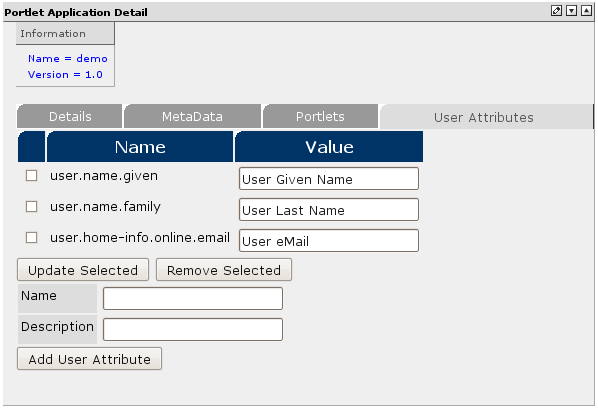 Portlet Application Detail
Information
Name = demo
Version = 1.0
Details MetaData Portlets User Attributes
Name Value
user.name.given User Given Name
user.name.family User Last Name
user.home-info.online.email User eMail
Update Selected Remove Selected
Name
Description
Add User Attribute